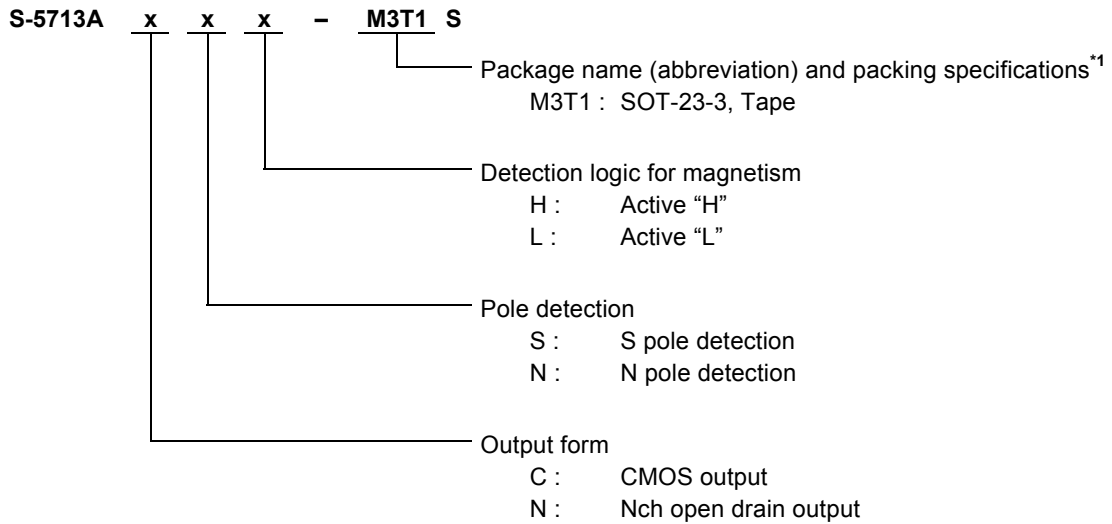 S-5713A x x x – M3T1 S
Package name (abbreviation) and packing specifications*1
M3T1 : SOT-23-3, Tape
Detection logic for magnetism
H : Active “H”
L : Active “L”
Pole detection
S : S pole detection
N : N pole detection
Output form
C : CMOS output
N : Nch open drain output